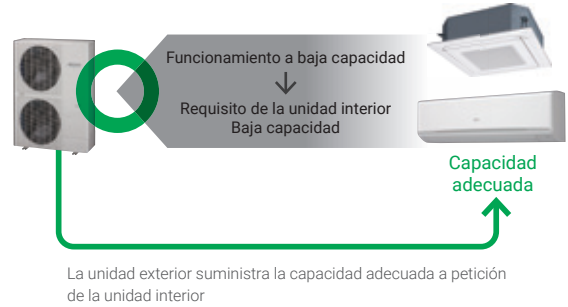 Funcionamiento a baja capacidad
Requisito de la unidad interior
Baja capacidad
Capacidad
adecuada
La unidad exterior suministra la capacidad adecuada a petición
de la unidad interior